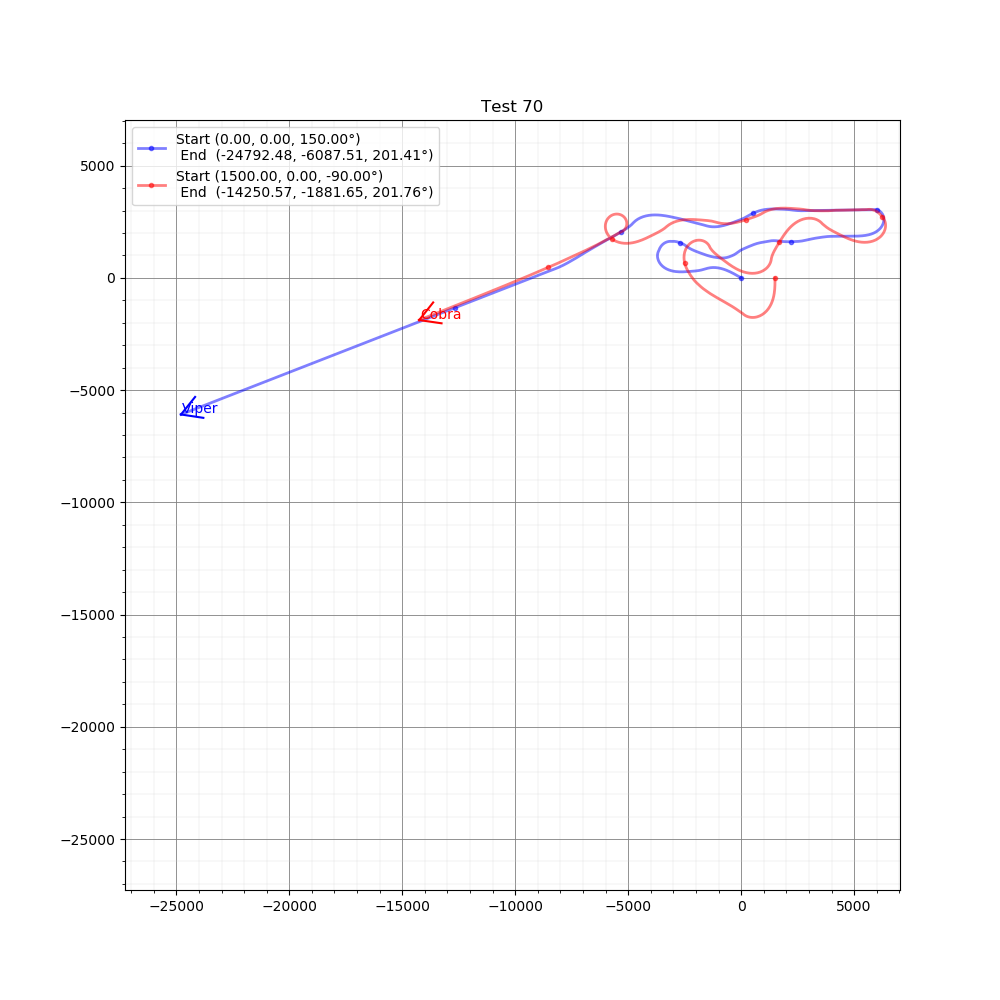 Test 70
Start (0.00, 0.00, 150.00°)
End  (-24792.48, -6087.51, 201.41°)
Start (1500.00, 0.00, -90.00°)
End  (-14250.57, -1881.65, 201.76°)
5000
0
−5000
−10000
−15000
−20000
−25000
Cobra
Viper
−25000
−20000
−15000
−10000
−5000
0
5000